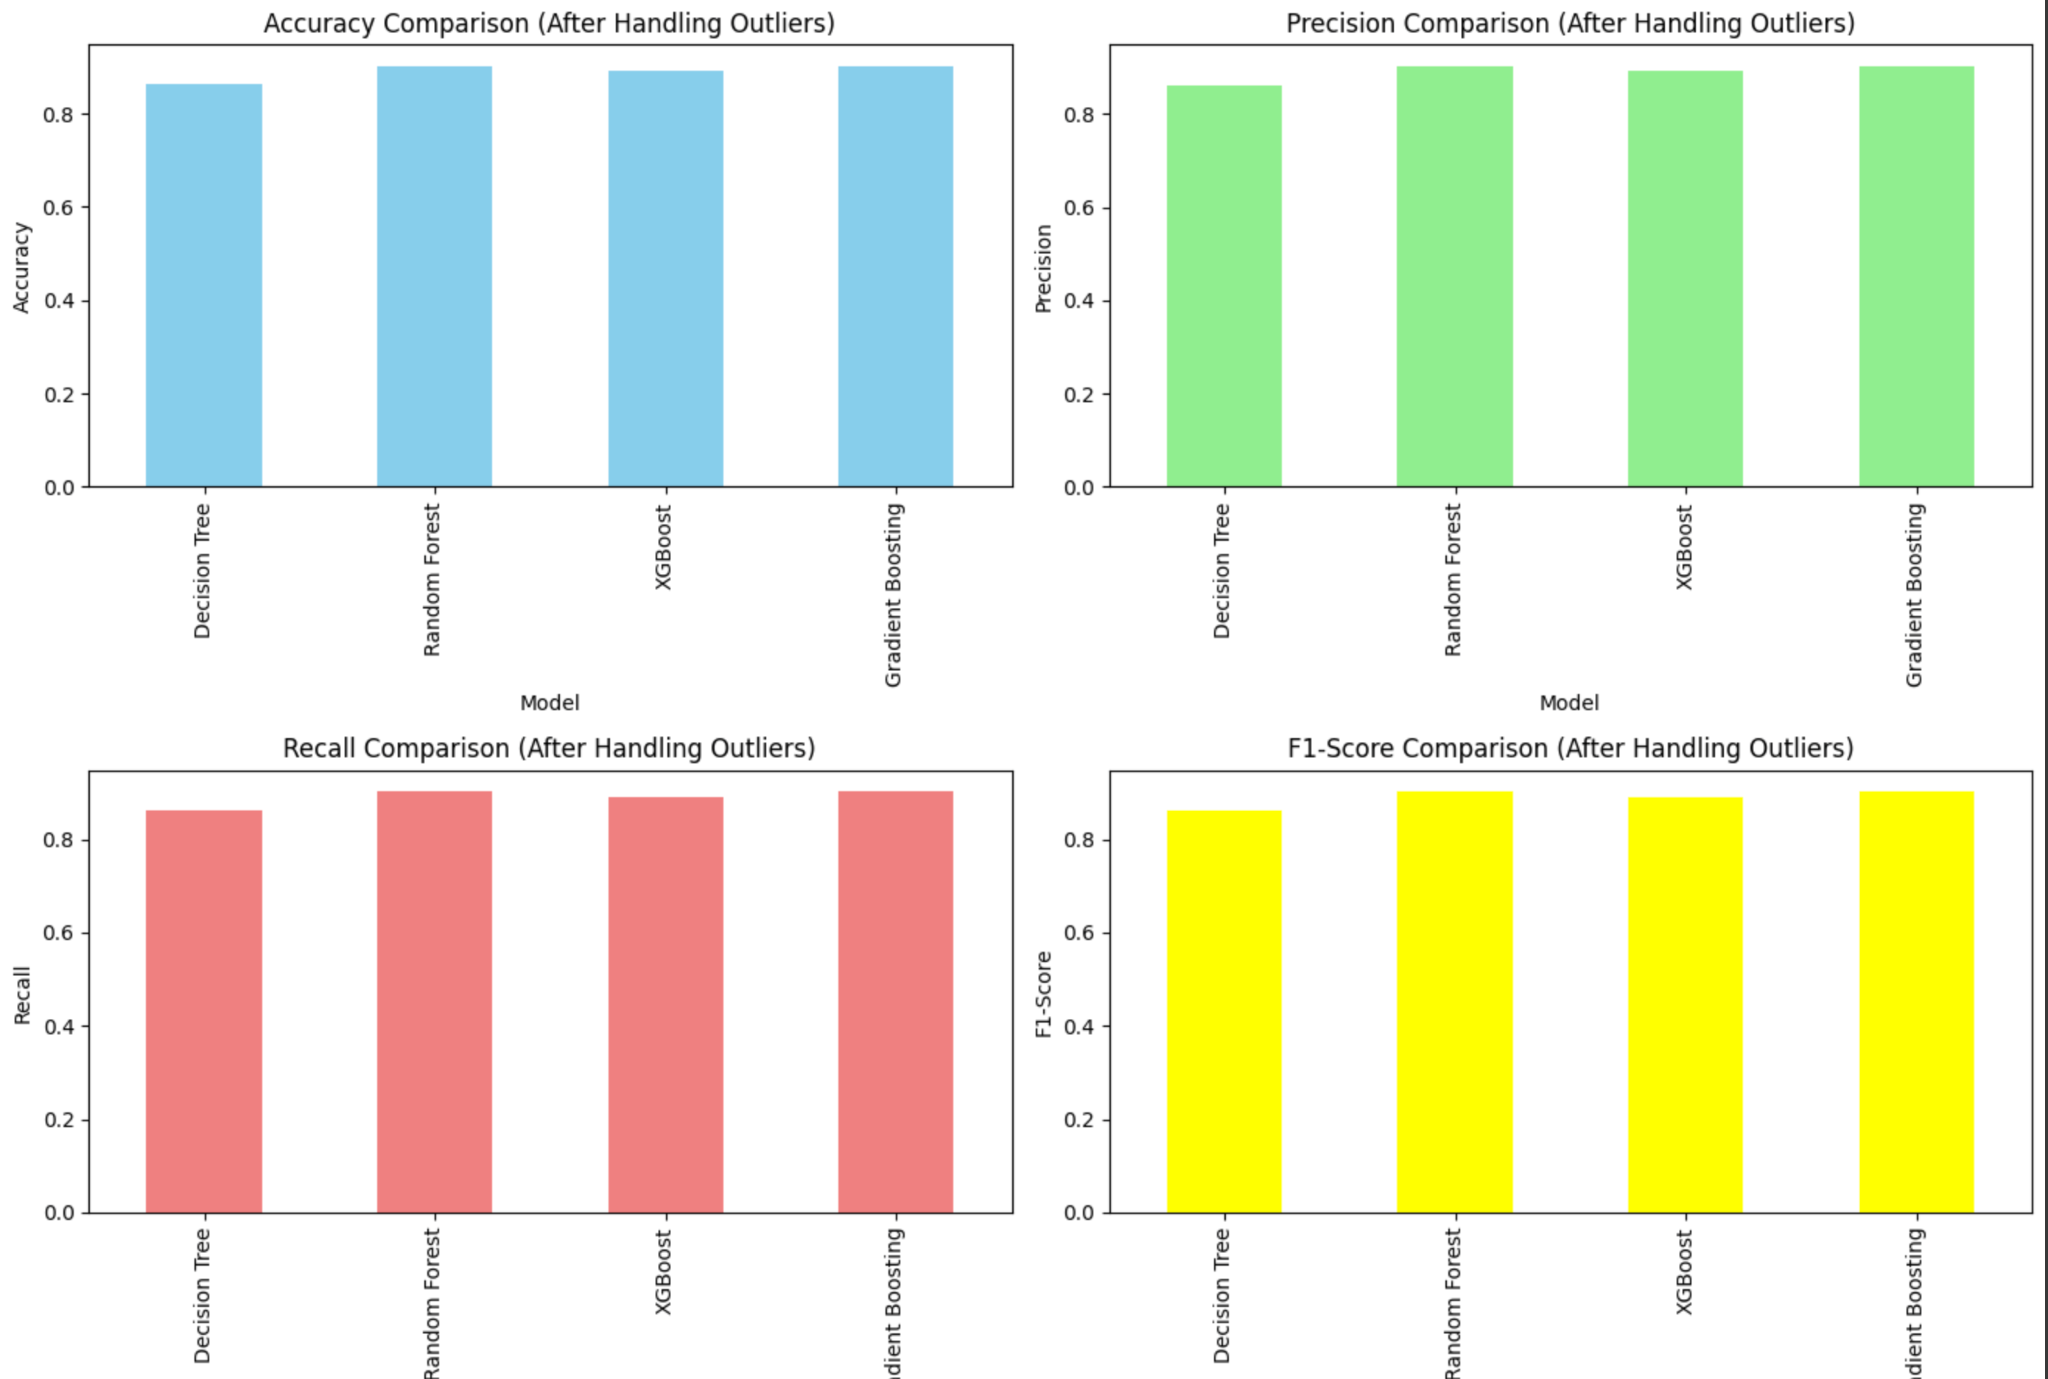 Accuracy Comparison (After Handling Outliers)
Accuracy
0.8
0.6
0.4
0.2
0.0
Decision Tree
Random Forest
XGBoost
Gradient Boosting
Model
Precision Comparison (After Handling Outliers)
Precision
0.8
0.6
0.4
0.2
0.0
Decision Tree
Random Forest
XGBoost
Gradient Boosting
Model
Recall Comparison (After Handling Outliers)
Recall
0.8
0.6
0.4
0.2
0.0
Decision Tree
Random Forest
XGBoost
dient Boosting
F1-Score Comparison (After Handling Outliers)
F1-Score
0.8
0.6
0.4
0.2
0.0
Decision Tree
Random Forest
XGBoost
dient Boosting